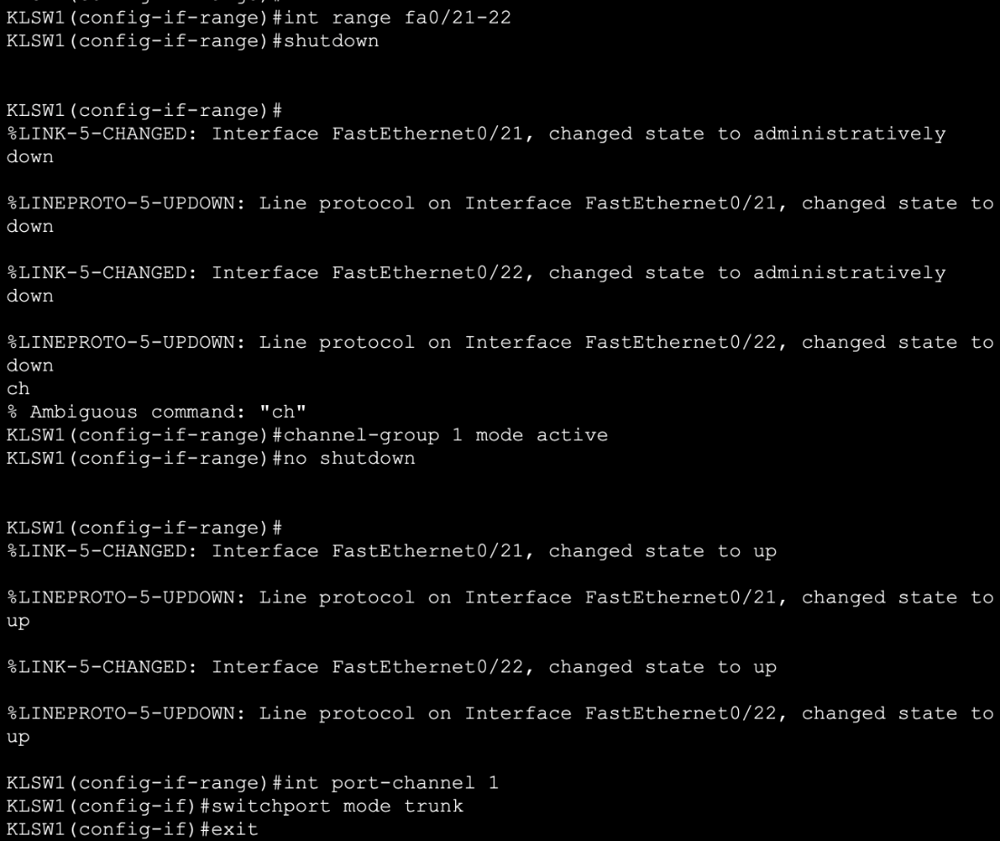 KLSW1(config-if-range)#int range fa0/21-22
KLSW1(config-if-range)#shutdown
KLSW1(config-if-range)#
%LINK-5-CHANGED: Interface FastEthernet0/21, changed state to administratively
down
%LINEPROTO-5-UPDOWN: Line protocol on Interface FastEthernet0/21, changed state to
down
%LINK-5-CHANGED: Interface FastEthernet0/22, changed state to administratively
down
%LINEPROTO-5-UPDOWN: Line protocol on Interface FastEthernet0/22, changed state to
down
ch
% Ambiguous command: "ch"
KLSW1(config-if-range)#channel-group 1 mode active
KLSW1(config-if-range)#no shutdown
KLSW1(config-if-range)#
%LINK-5-CHANGED: Interface FastEthernet0/21, changed state to up
%LINEPROTO-5-UPDOWN: Line protocol on Interface FastEthernet0/21, changed state to
up
%LINK-5-CHANGED: Interface FastEthernet0/22, changed state to up
%LINEPROTO-5-UPDOWN: Line protocol on Interface FastEthernet0/22, changed state to
up
KLSW1(config-if-range)#int port-channel 1
KLSW1(config-if)#switchport mode trunk
KLSW1(config-if)#exit